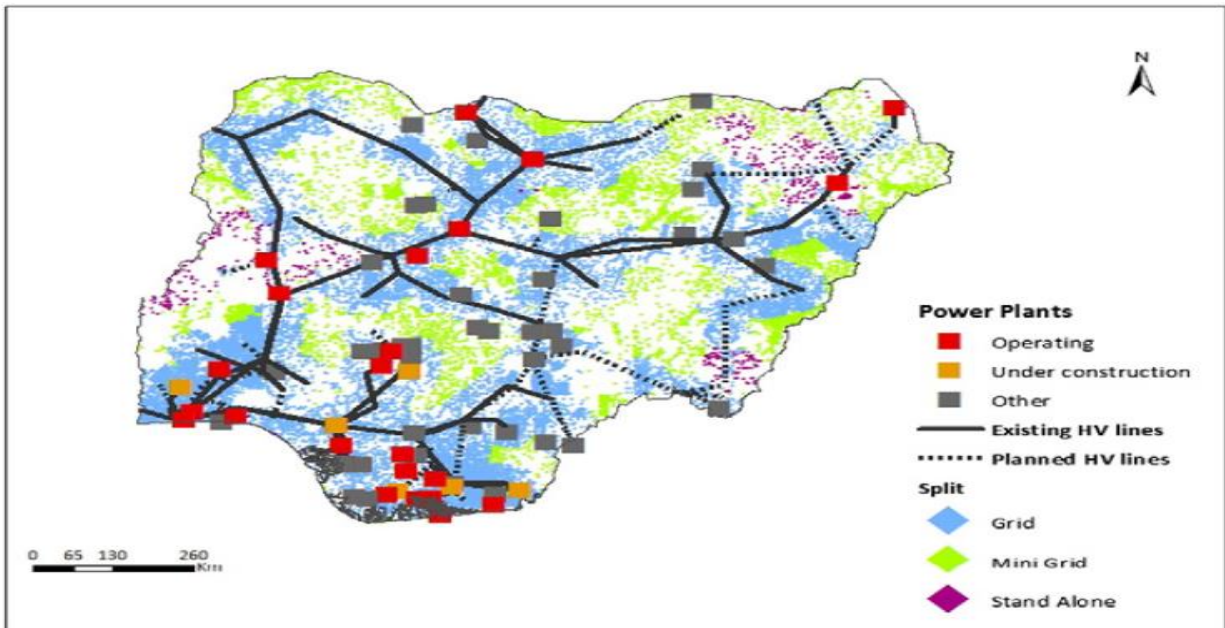 N
Power Plants
Operating
Under construction
Other
Existing HV lines
Planned HV lines
Split
Grid
Mini Grid
Stand Alone
0 65 130 260
Km